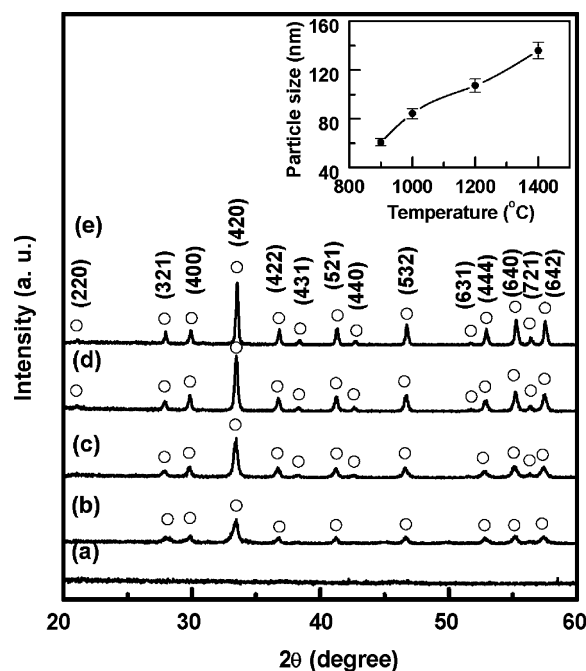 160
120
80
40
Particle size (nm)
800 1000 1200 1400
Temperature (°C)
(e)
(220) (321) (400) (420) (422) (431) (521) (440) (532) (631) (444) (640) (721) (642)
(d)
(c)
(b)
(a)
Intensity (a. u.)
20 30 40 50 60
2θ (degree)